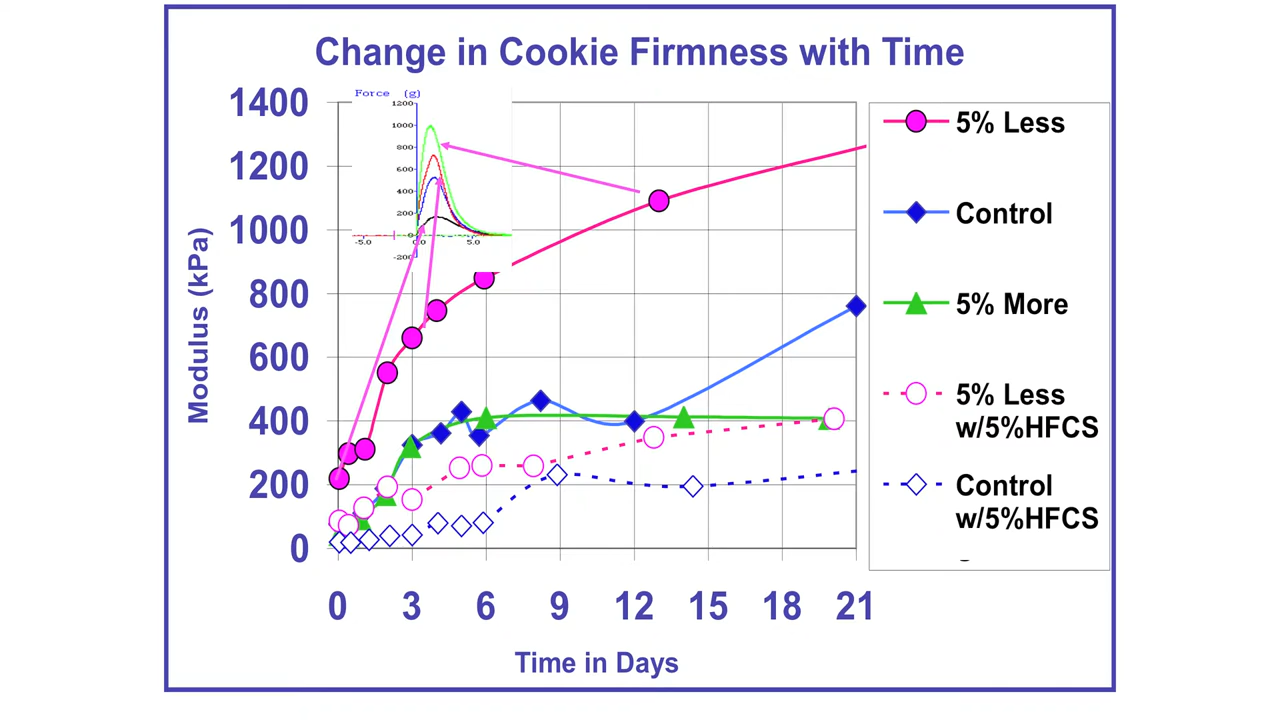 Change in Cookie Firmness with Time
1400
1200
1000
800
600
400
200
0
Modulus (kPa)
Force (g)
1200
1000
800
600
400
200
0
-200
-5.0
0.0
5.0
0
3
6
9
12
15
18
21
Time in Days
5% Less
Control
5% More
5% Less
w/5%HFCS
Control
w/5%HFCS